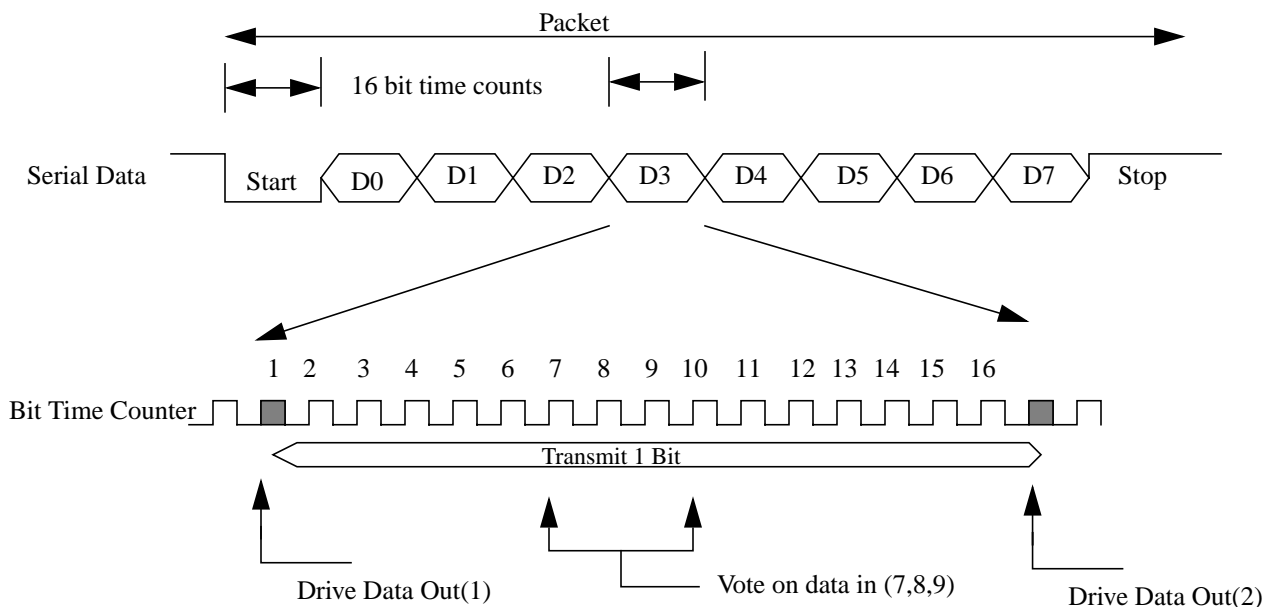 Packet
16 bit time counts
Serial Data Start D0 D1 D2 D3 D4 D5 D6 D7 Stop
1 2 3 4 5 6 7 8 9 10 11 12 13 14 15 16
Bit Time Counter
Transmit 1 Bit
Drive Data Out(1) Vote on data in (7,8,9) Drive Data Out(2)